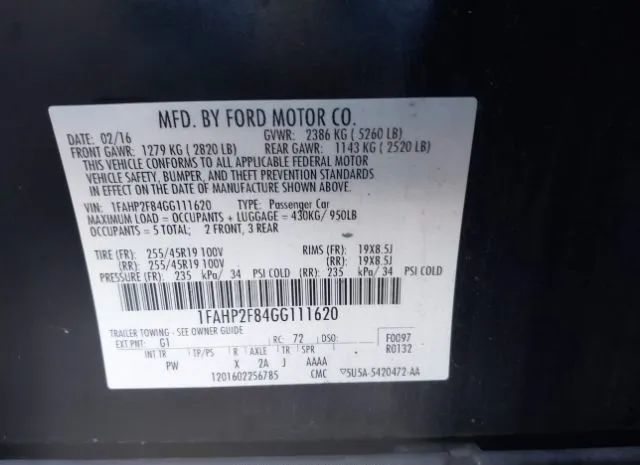 MFD. BY FORD MOTOR CO.
DATE: 02/16 GVWR: 2386 KG ( 5260 LB)
FRONT GAWR: 1279 KG ( 2820 LB) REAR GAWR: 1143 KG ( 2520 LB)
THIS VEHICLE CONFORMS TO ALL APPLICABLE FEDERAL MOTOR
VEHICLE SAFETY, BUMPER, AND THEFT PREVENTION STANDARDS
IN EFFECT ON THE DATE OF MANUFACTURE SHOWN ABOVE.
VIN: 1FAHP2F84GG111620 TYPE: Passenger Car
MAXIMUM LOAD = OCCUPANTS + LUGGAGE = 430KG/ 950LB
OCCUPANTS = 5 TOTAL; 2 FRONT, 3 REAR
TIRE (FR): 255/45R19 100V RIMS (FR): 19X8.5J
(RR): 255/45R19 100V (RR): 19X8.5J
PRESSURE (FR): 235 kPa/ 34 PSI COLD (RR): 235 kPa/ 34 PSI COLD
1FAHP2F84GG111620
TRAILER TOWING - SEE OWNER GUIDE
EXT PNT: G1 RC: 72 DSO: F0097
R0132
INT TR TP/PS R AXLE TR SPR
PW X 2A J AAAA
1201602256785 CMC ▽5U5A-5420472-AA